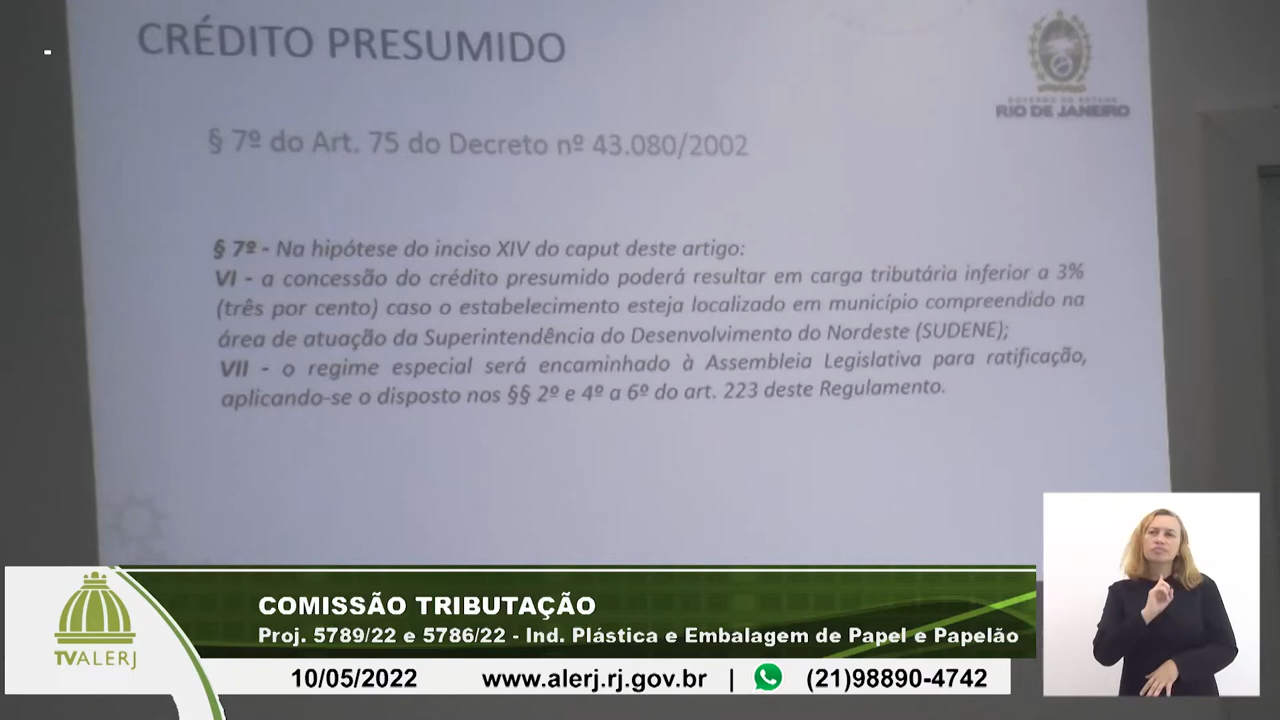 CRÉDITO PRESUMIDO
GOVERNO DO ESTADO
RIO DE JANEIRO
§ 7º do Art. 75 do Decreto nº 43.080/2002
§ 7º - Na hipótese do inciso XIV do caput deste artigo:
VI - a concessão do crédito presumido poderá resultar em carga tributária inferior a 3%
(três por cento) caso o estabelecimento esteja localizado em município compreendido na
área de atuação da Superintendência do Desenvolvimento do Nordeste (SUDENE);
VII - o regime especial será encaminhado à Assembleia Legislativa para ratificação,
aplicando-se o disposto nos §§ 2º e 4º a 6º do art. 223 deste Regulamento.
COMISSÃO TRIBUTAÇÃO
Proj. 5789/22 e 5786/22 - Ind. Plástica e Embalagem de Papel e Papelão
TVALERJ
10/05/2022 www.alerj.rj.gov.br | (21)98890-4742